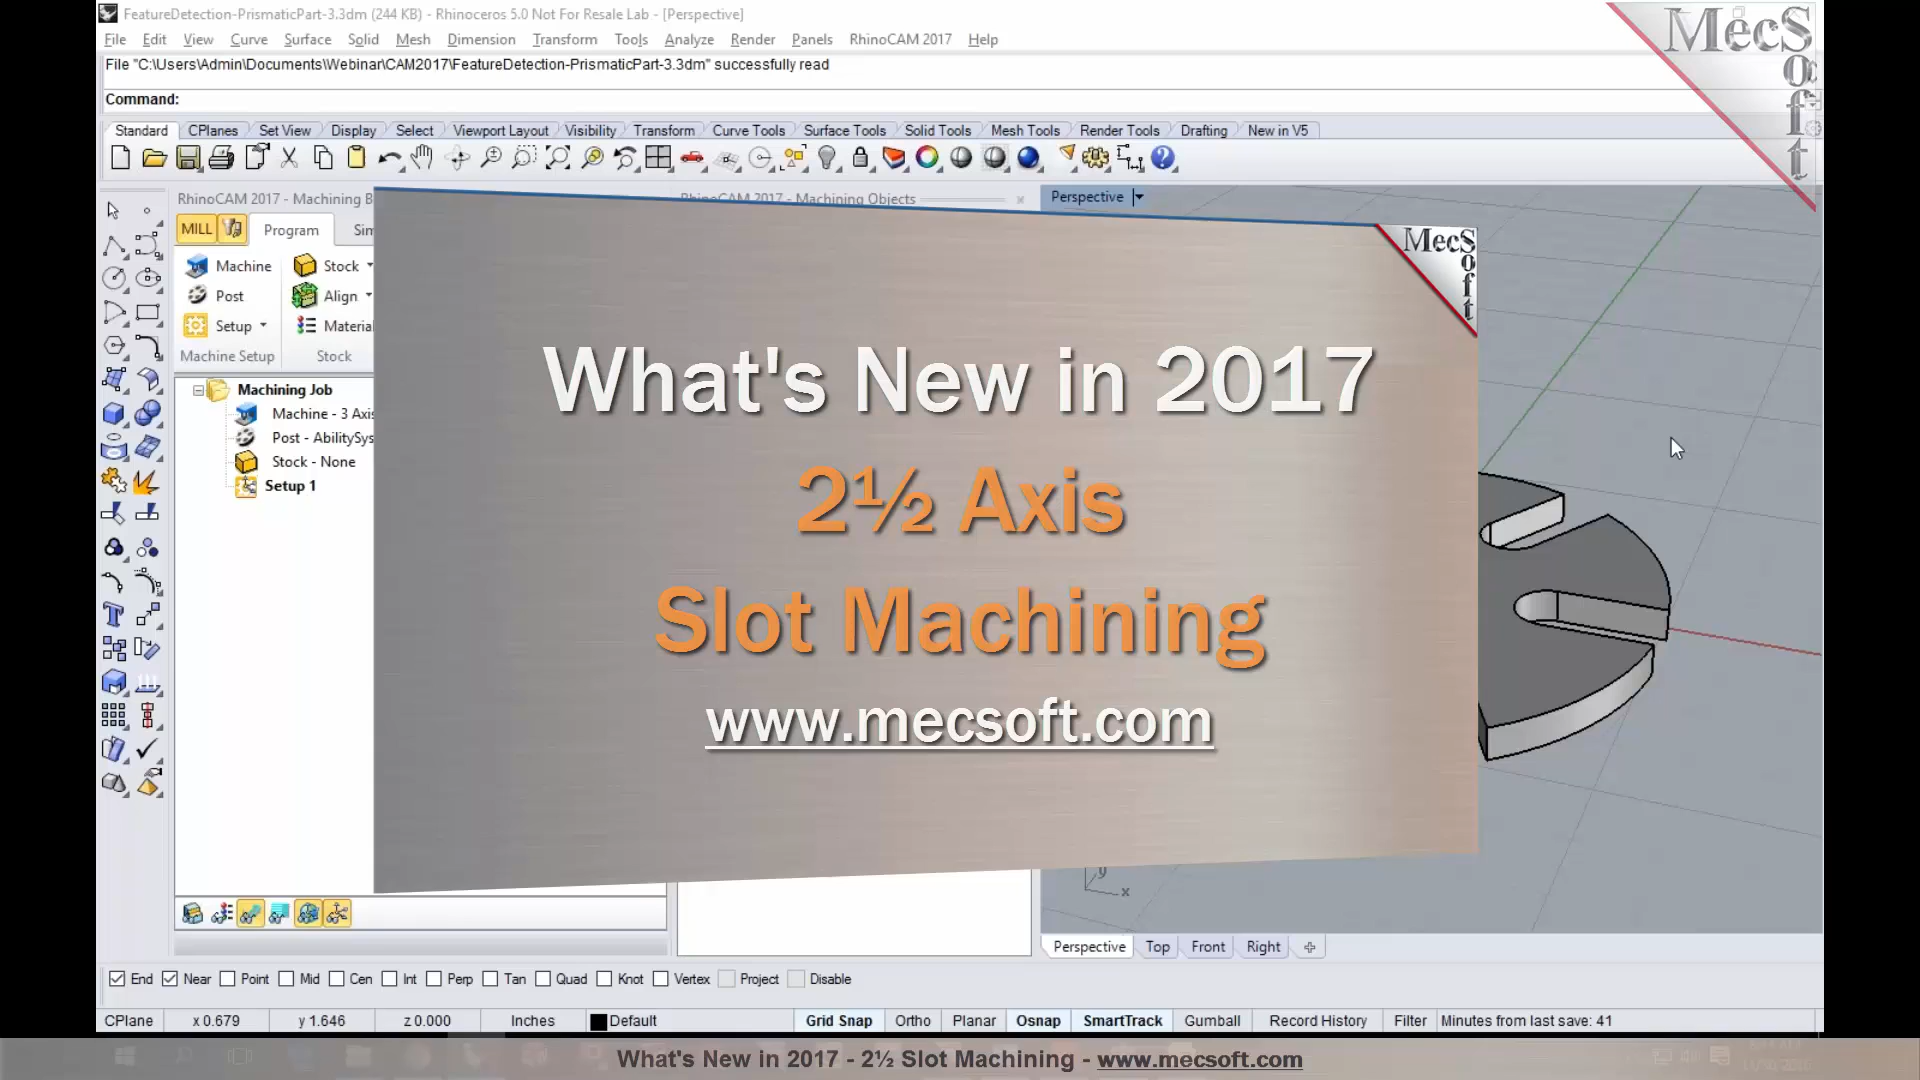 FeatureDetection-PrismaticPart-3.3dm (244 KB) - Rhinoceros 5.0 Not For Resale Lab - [Perspective]
File Edit View Curve Surface Solid Mesh Dimension Transform Tools Analyze Render Panels RhinoCAM 2017 Help
File "C:\Users\Admin\Documents\Webinar\CAM2017\FeatureDetection-PrismaticPart-3.3dm" successfully read
Command:
MecSoft
Standard CPlanes Set View Display Select Viewport Layout Visibility Transform Curve Tools Surface Tools Solid Tools Mesh Tools Render Tools Drafting New in V5
RhinoCAM 2017 - Machining B
RhinoCAM 2017 - Machining Objects
Perspective
MILL Program Sim
Machine Stock
Post Align
Setup Material
Machine Setup Stock
Machining Job
Machine - 3 Axis
Post - AbilitySys
Stock - None
Setup 1
MecSoft
What's New in 2017
2½ Axis
Slot Machining
www.mecsoft.com
y
x
Perspective Top Front Right
End Near Point Mid Cen Int Perp Tan Quad Knot Vertex Project Disable
CPlane x 0.679 y 1.646 z 0.000 Inches Default Grid Snap Ortho Planar Osnap SmartTrack Gumball Record History Filter Minutes from last save: 41
What's New in 2017 - 2½ Slot Machining - www.mecsoft.com